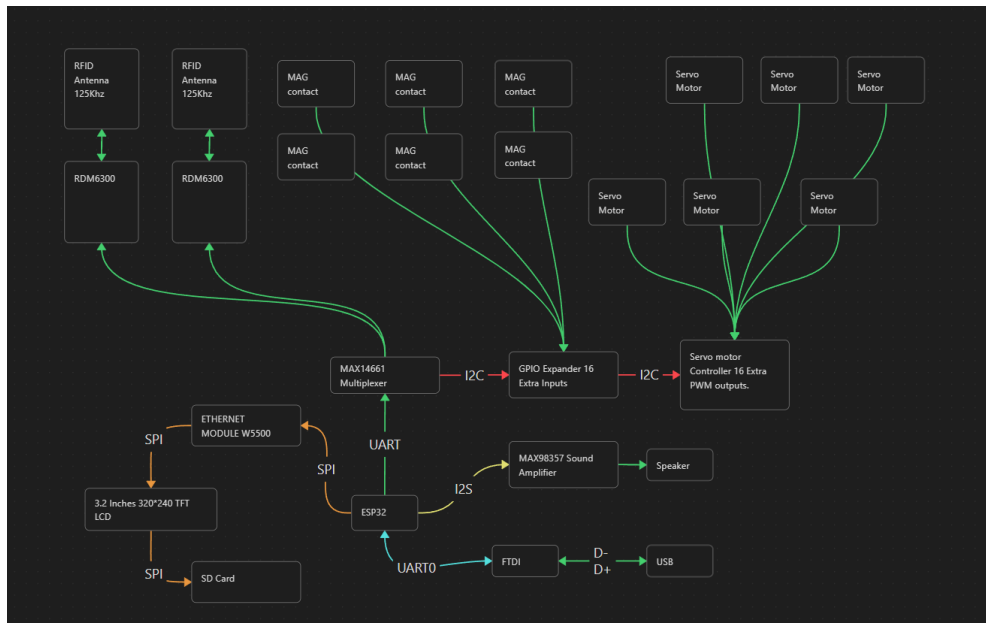 RFID
Antenna
125Khz
RFID
Antenna
125Khz
MAG
contact
MAG
contact
MAG
contact
Servo
Motor
Servo
Motor
Servo
Motor
RDM6300
RDM6300
MAG
contact
MAG
contact
MAG
contact
Servo
Motor
Servo
Motor
Servo
Motor
MAX14661
Multiplexer
I2C
GPIO Expander 16
Extra Inputs
I2C
Servo motor
Controller 16 Extra
PWM outputs.
ETHERNET
MODULE W5500
SPI
SPI
UART
MAX98357 Sound
Amplifier
Speaker
I2S
3.2 Inches 320*240 TFT
LCD
ESP32
SPI
SD Card
UART0
FTDI
D-
D+
USB